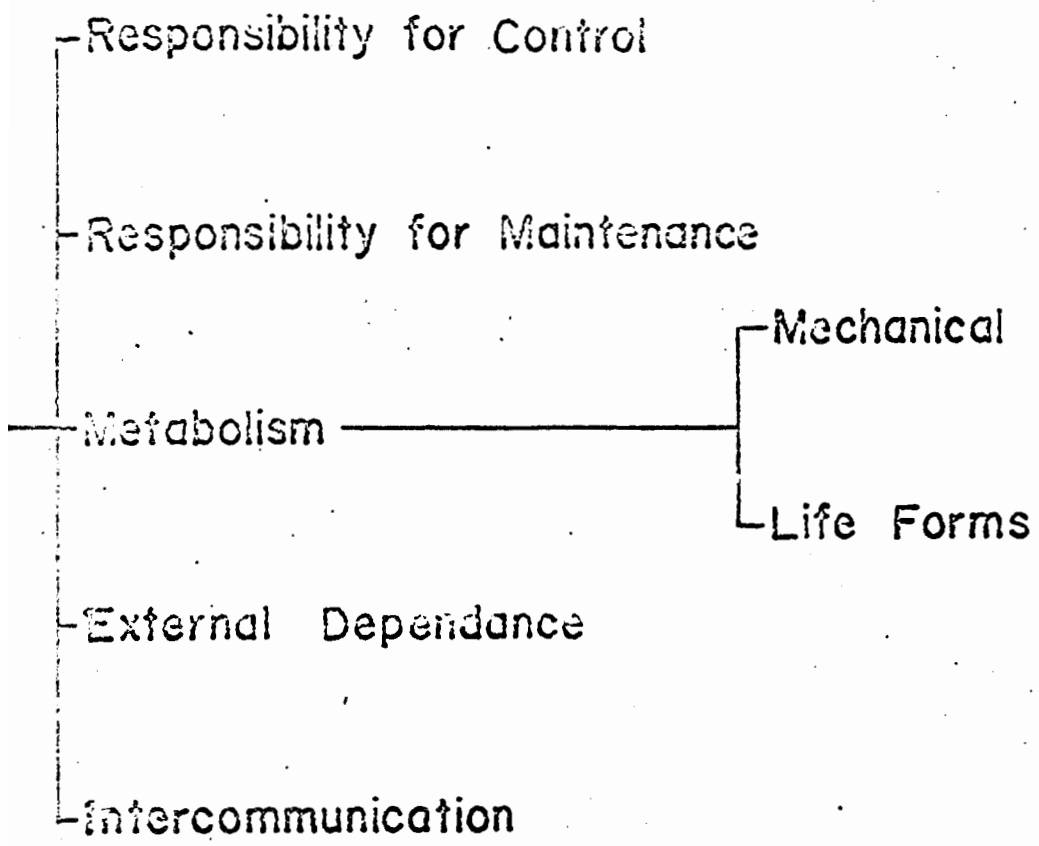 Responsibility for Control
Responsibility for Maintenance
Mechanical
Metabolism
Life Forms
External Dependance
Intercommunication